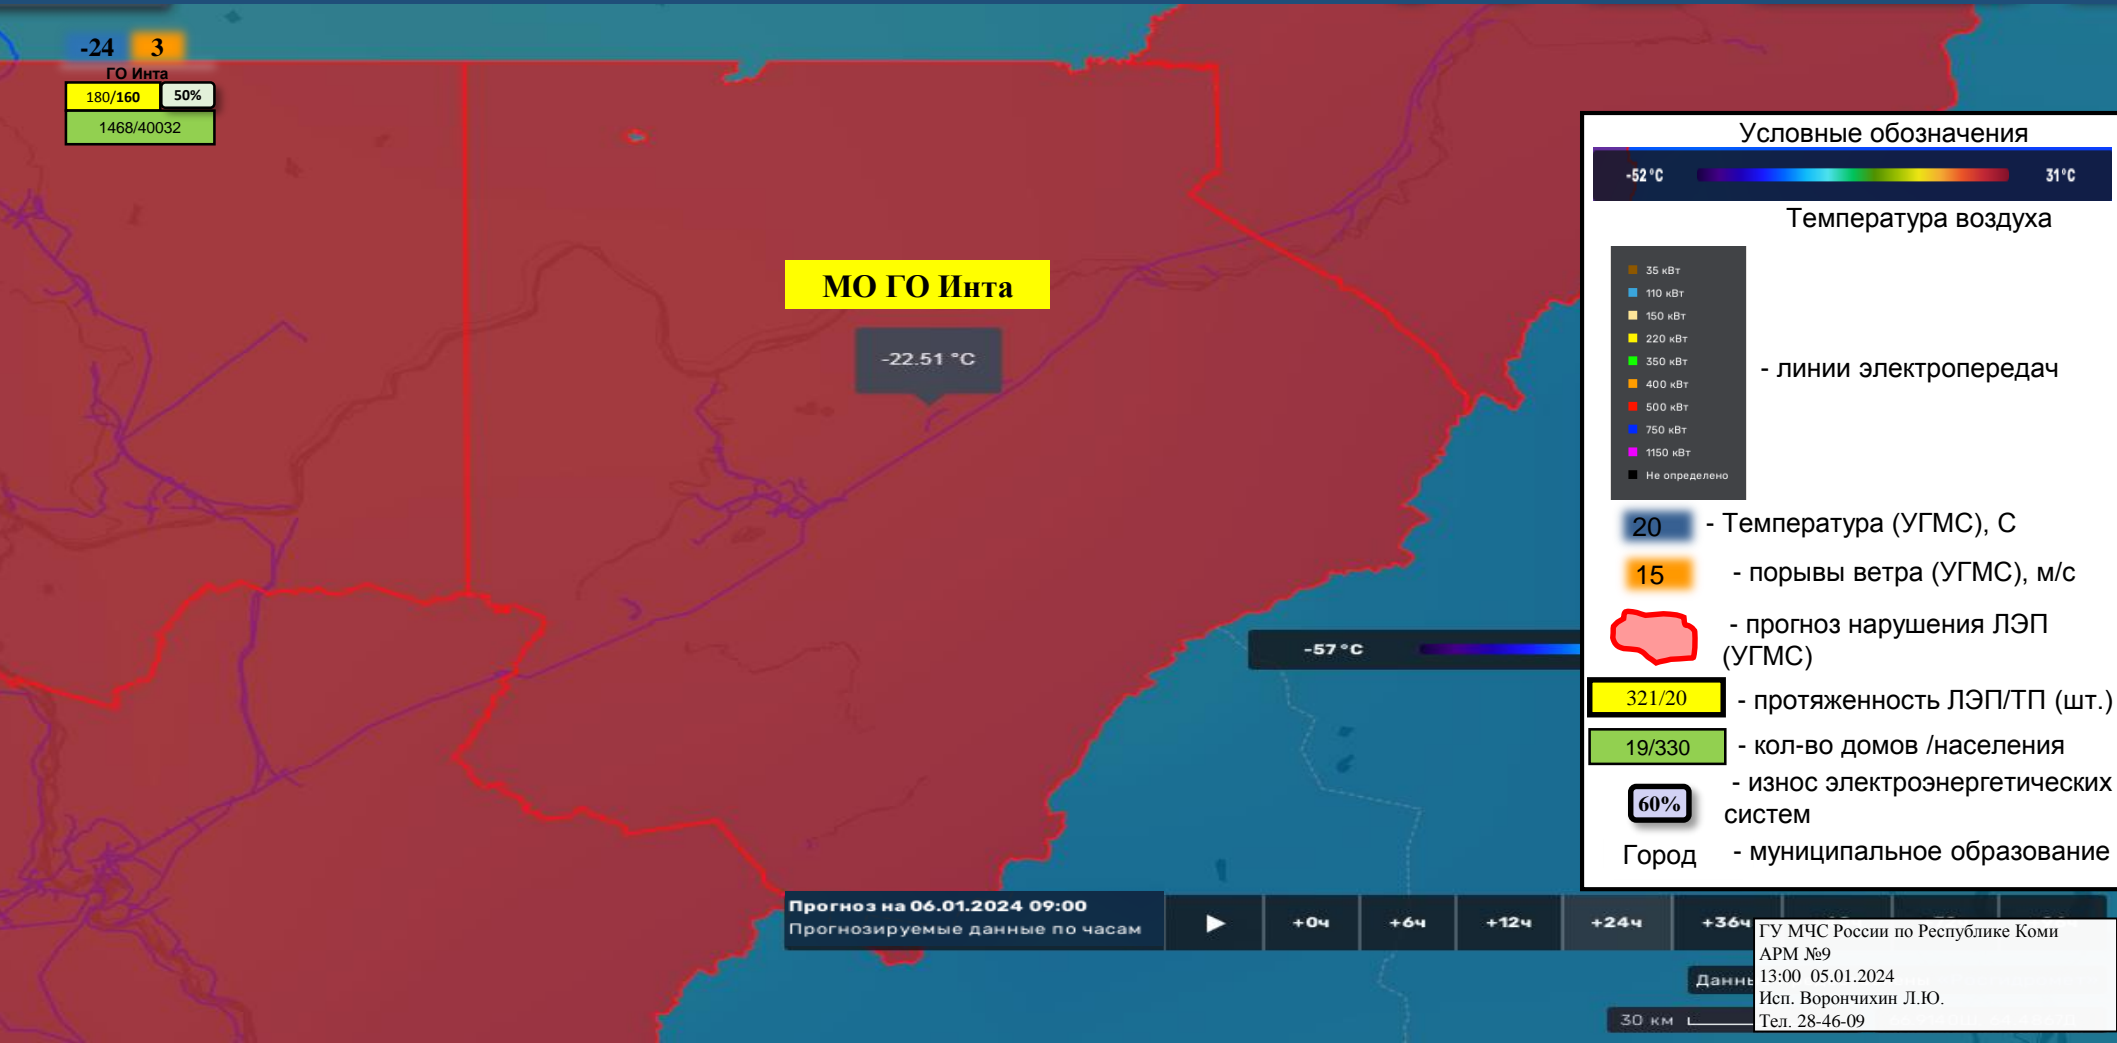 -24 3
ГО Инта
180/160 50%
1468/40032
МО ГО Инта
-22.51 °C
Условные обозначения
-52°C 31°C
Температура воздуха
35 кВт
110 кВт
150 кВт
220 кВт
350 кВт
400 кВт
500 кВт
750 кВт
1150 кВт
Не определено
- линии электропередач
20 - Температура (УГМС), С
15 - порывы ветра (УГМС), м/с
- прогноз нарушения ЛЭП
(УГМС)
321/20 - протяженность ЛЭП/ТП (шт.)
19/330 - кол-во домов /населения
60% - износ электроэнергетических
систем
Город - муниципальное образование
-57°C
Прогноз на 06.01.2024 09:00
Прогнозируемые данные по часам
+0ч +6ч +12ч +24ч +36ч
ГУ МЧС России по Республике Коми
АРМ №9
13:00 05.01.2024
Исп. Ворончихин Л.Ю.
Тел. 28-46-09
30 км